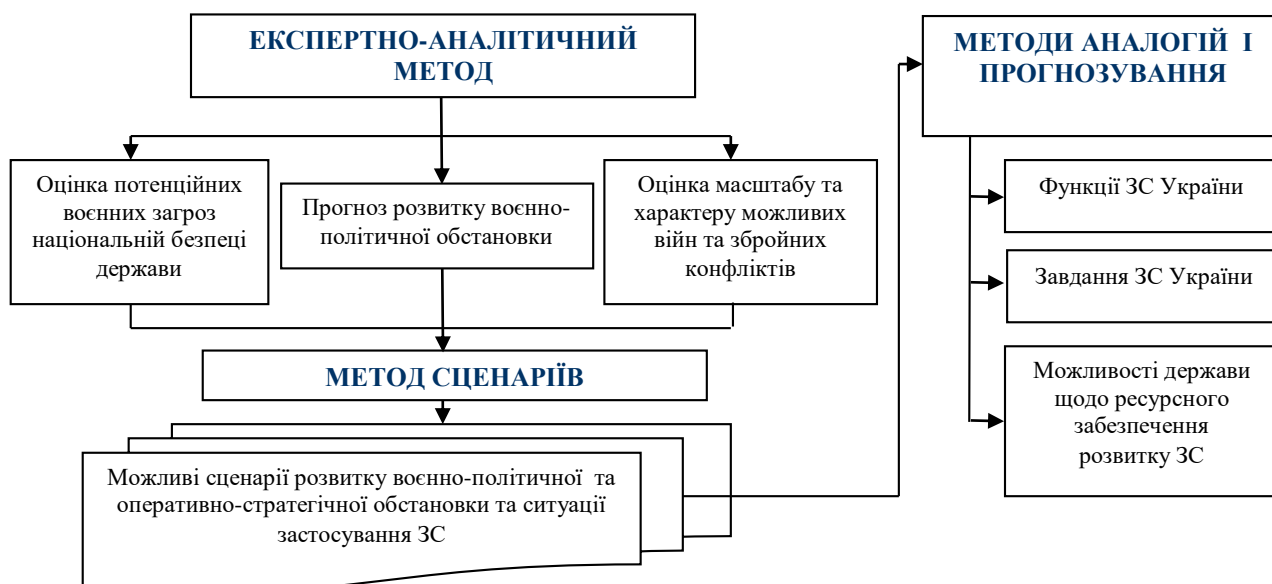 ЕКСПЕРТНО-АНАЛІТИЧНИЙ
МЕТОД
Оцінка потенційних
воєнних загроз
національній безпеці
держави
Прогноз розвитку воєнно-
політичної обстановки
Оцінка масштабу та
характеру можливих
війн та збройних
конфліктів
МЕТОД СЦЕНАРІЇВ
Можливі сценарії розвитку воєнно-політичної та
оперативно-стратегічної обстановки та ситуації
застосування ЗС
МЕТОДИ АНАЛОГІЙ І
ПРОГНОЗУВАННЯ
Функції ЗС України
Завдання ЗС України
Можливості держави
щодо ресурсного
забезпечення
розвитку ЗС